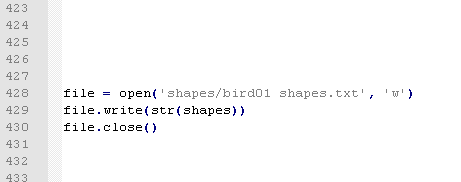 423
424
425
426
427
428 file = open('shapes/bird01 shapes.txt', 'w')
429 file.write(str(shapes))
430 file.close()
431
432
433